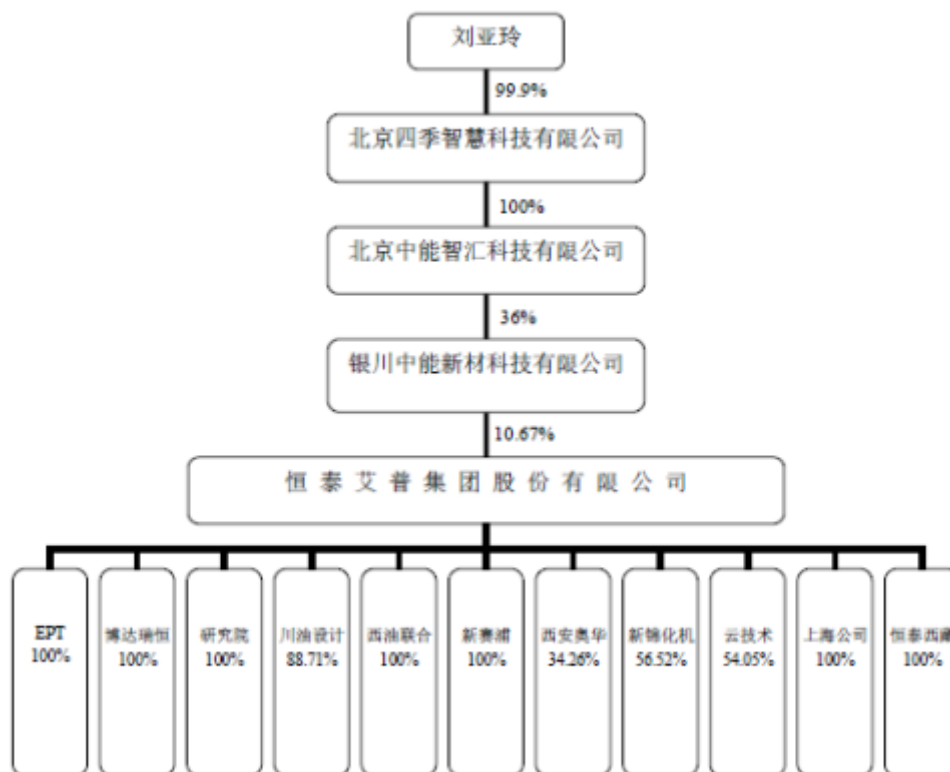 刘亚玲
99.9%
北京四季智慧科技有限公司
100%
北京中能智汇科技有限公司
36%
银川中能新材科技有限公司
10.67%
恒泰艾普集团股份有限公司
EPT
100%
博达瑞恒
100%
研究院
100%
川油设计
88.71%
西油联合
100%
新赛浦
100%
西安奥华
34.26%
新锦化机
56.52%
云技术
54.05%
上海公司
100%
恒泰西藏
100%